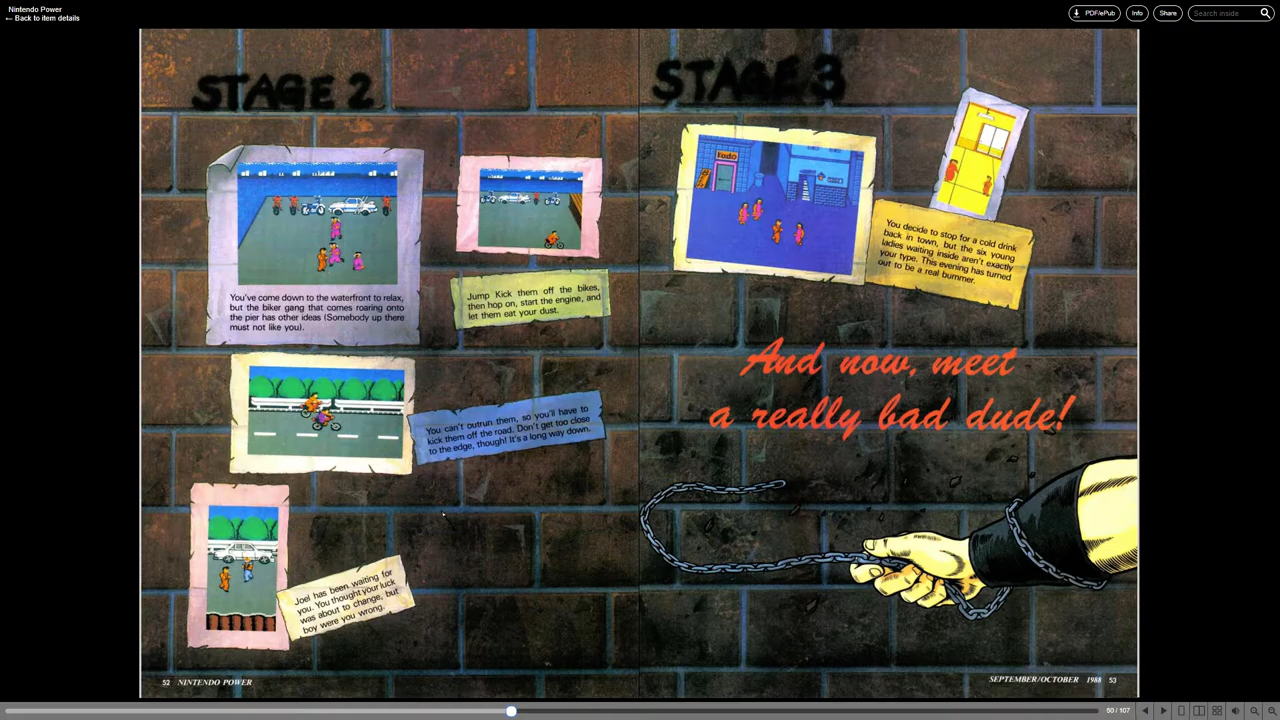 Nintendo Power
← Back to item details
PDF/ePub
Info
Share
Search inside
STAGE 2
You've come down to the waterfront to relax,
but the biker gang that comes roaring onto
the pier has other ideas (Somebody up there
must not like you).
Jump Kick them off the bikes,
then hop on, start the engine, and
let them eat your dust.
You can't outrun them, so you'll have to
kick them off the road. Don't get too close
to the edge, though! It's a long way down.
Joel has been waiting for
you. You thought your luck
was about to change, but
boy were you wrong.
52 NINTENDO POWER
STAGE 3
You decide to stop for a cold drink
back in town, but the six young
ladies waiting inside aren't exactly
your type. This evening has turned
out to be a real bummer.
And now, meet
a really bad dude!
SEPTEMBER/OCTOBER 1988 53
50 / 107